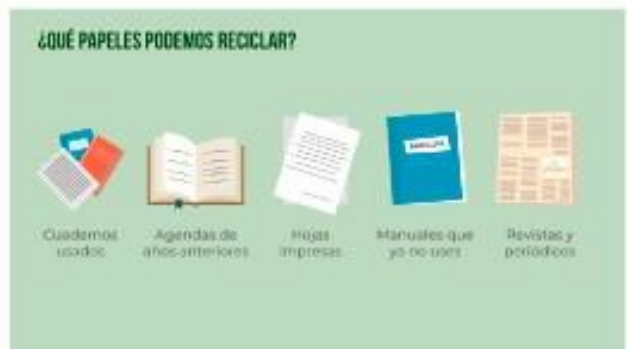 ¿QUÉ PAPELES PODEMOS RECICLAR?
Cuadernos
usados
Agendas de
años anteriores
Hojas
impresas
Manuales que
ya no uses
Revistas y
periódicos